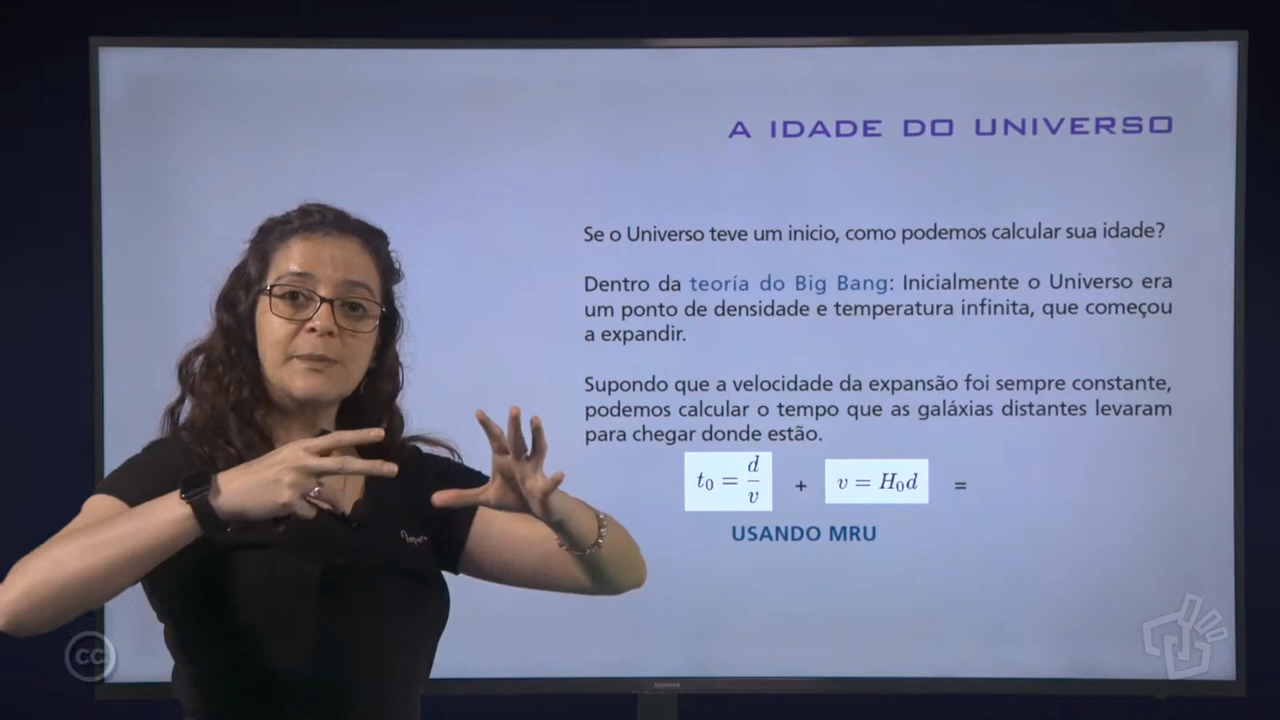 A IDADE DO UNIVERSO
Se o Universo teve um inicio, como podemos calcular sua idade?
Dentro da teoría do Big Bang: Inicialmente o Universo era
um ponto de densidade e temperatura infinita, que começou
a expandir.
Supondo que a velocidade da expansão foi sempre constante,
podemos calcular o tempo que as galáxias distantes levaram
para chegar donde estão.
t₀ = d/v + v = H₀d =
USANDO MRU
cc
SAMSUNG